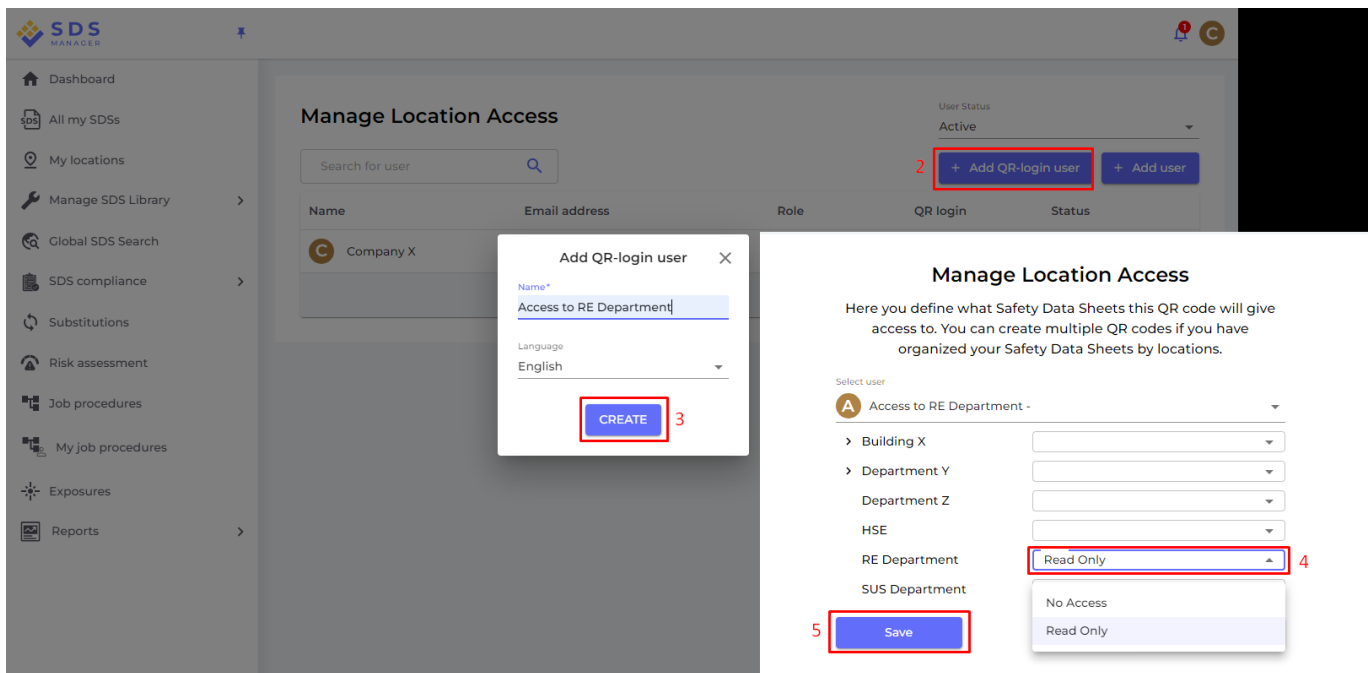 SDS
MANAGER
1
C
Dashboard
SDS
All my SDSs
My locations
Manage SDS Library
Global SDS Search
SDS compliance
Substitutions
Risk assessment
Job procedures
My job procedures
Exposures
Reports
Manage Location Access
User Status
Active
Search for user
2
+ Add QR-login user
+ Add user
Name Email address Role QR login Status
C Company X
Add QR-login user
Name*
Access to RE Department
Language
English
CREATE
3
Manage Location Access
Here you define what Safety Data Sheets this QR code will give
access to. You can create multiple QR codes if you have
organized your Safety Data Sheets by locations.
Select user
A Access to RE Department -
Building X
Department Y
Department Z
HSE
RE Department Read Only 4
SUS Department
No Access
Read Only
5
Save